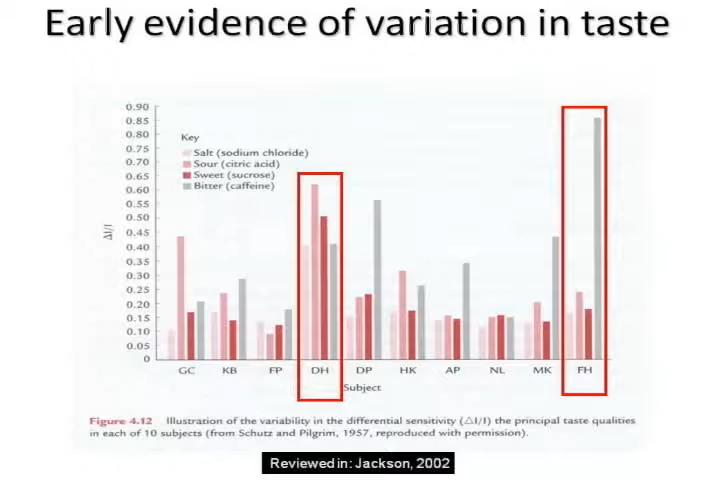 Early evidence of variation in taste
0.90
0.85
0.80
0.75
0.70
0.65
0.60
0.55
0.50
0.45
0.40
0.35
0.30
0.25
0.20
0.15
0.10
0.05
0
ΔI/I
Key
Salt (sodium chloride)
Sour (citric acid)
Sweet (sucrose)
Bitter (caffeine)
GC KB FP DH DP HK AP NL MK FH
Subject
Figure 4.12 Illustration of the variability in the differential sensitivity (△I/I) the principal taste qualities
in each of 10 subjects (from Schutz and Pilgrim, 1957, reproduced with permission).
Reviewed in: Jackson, 2002